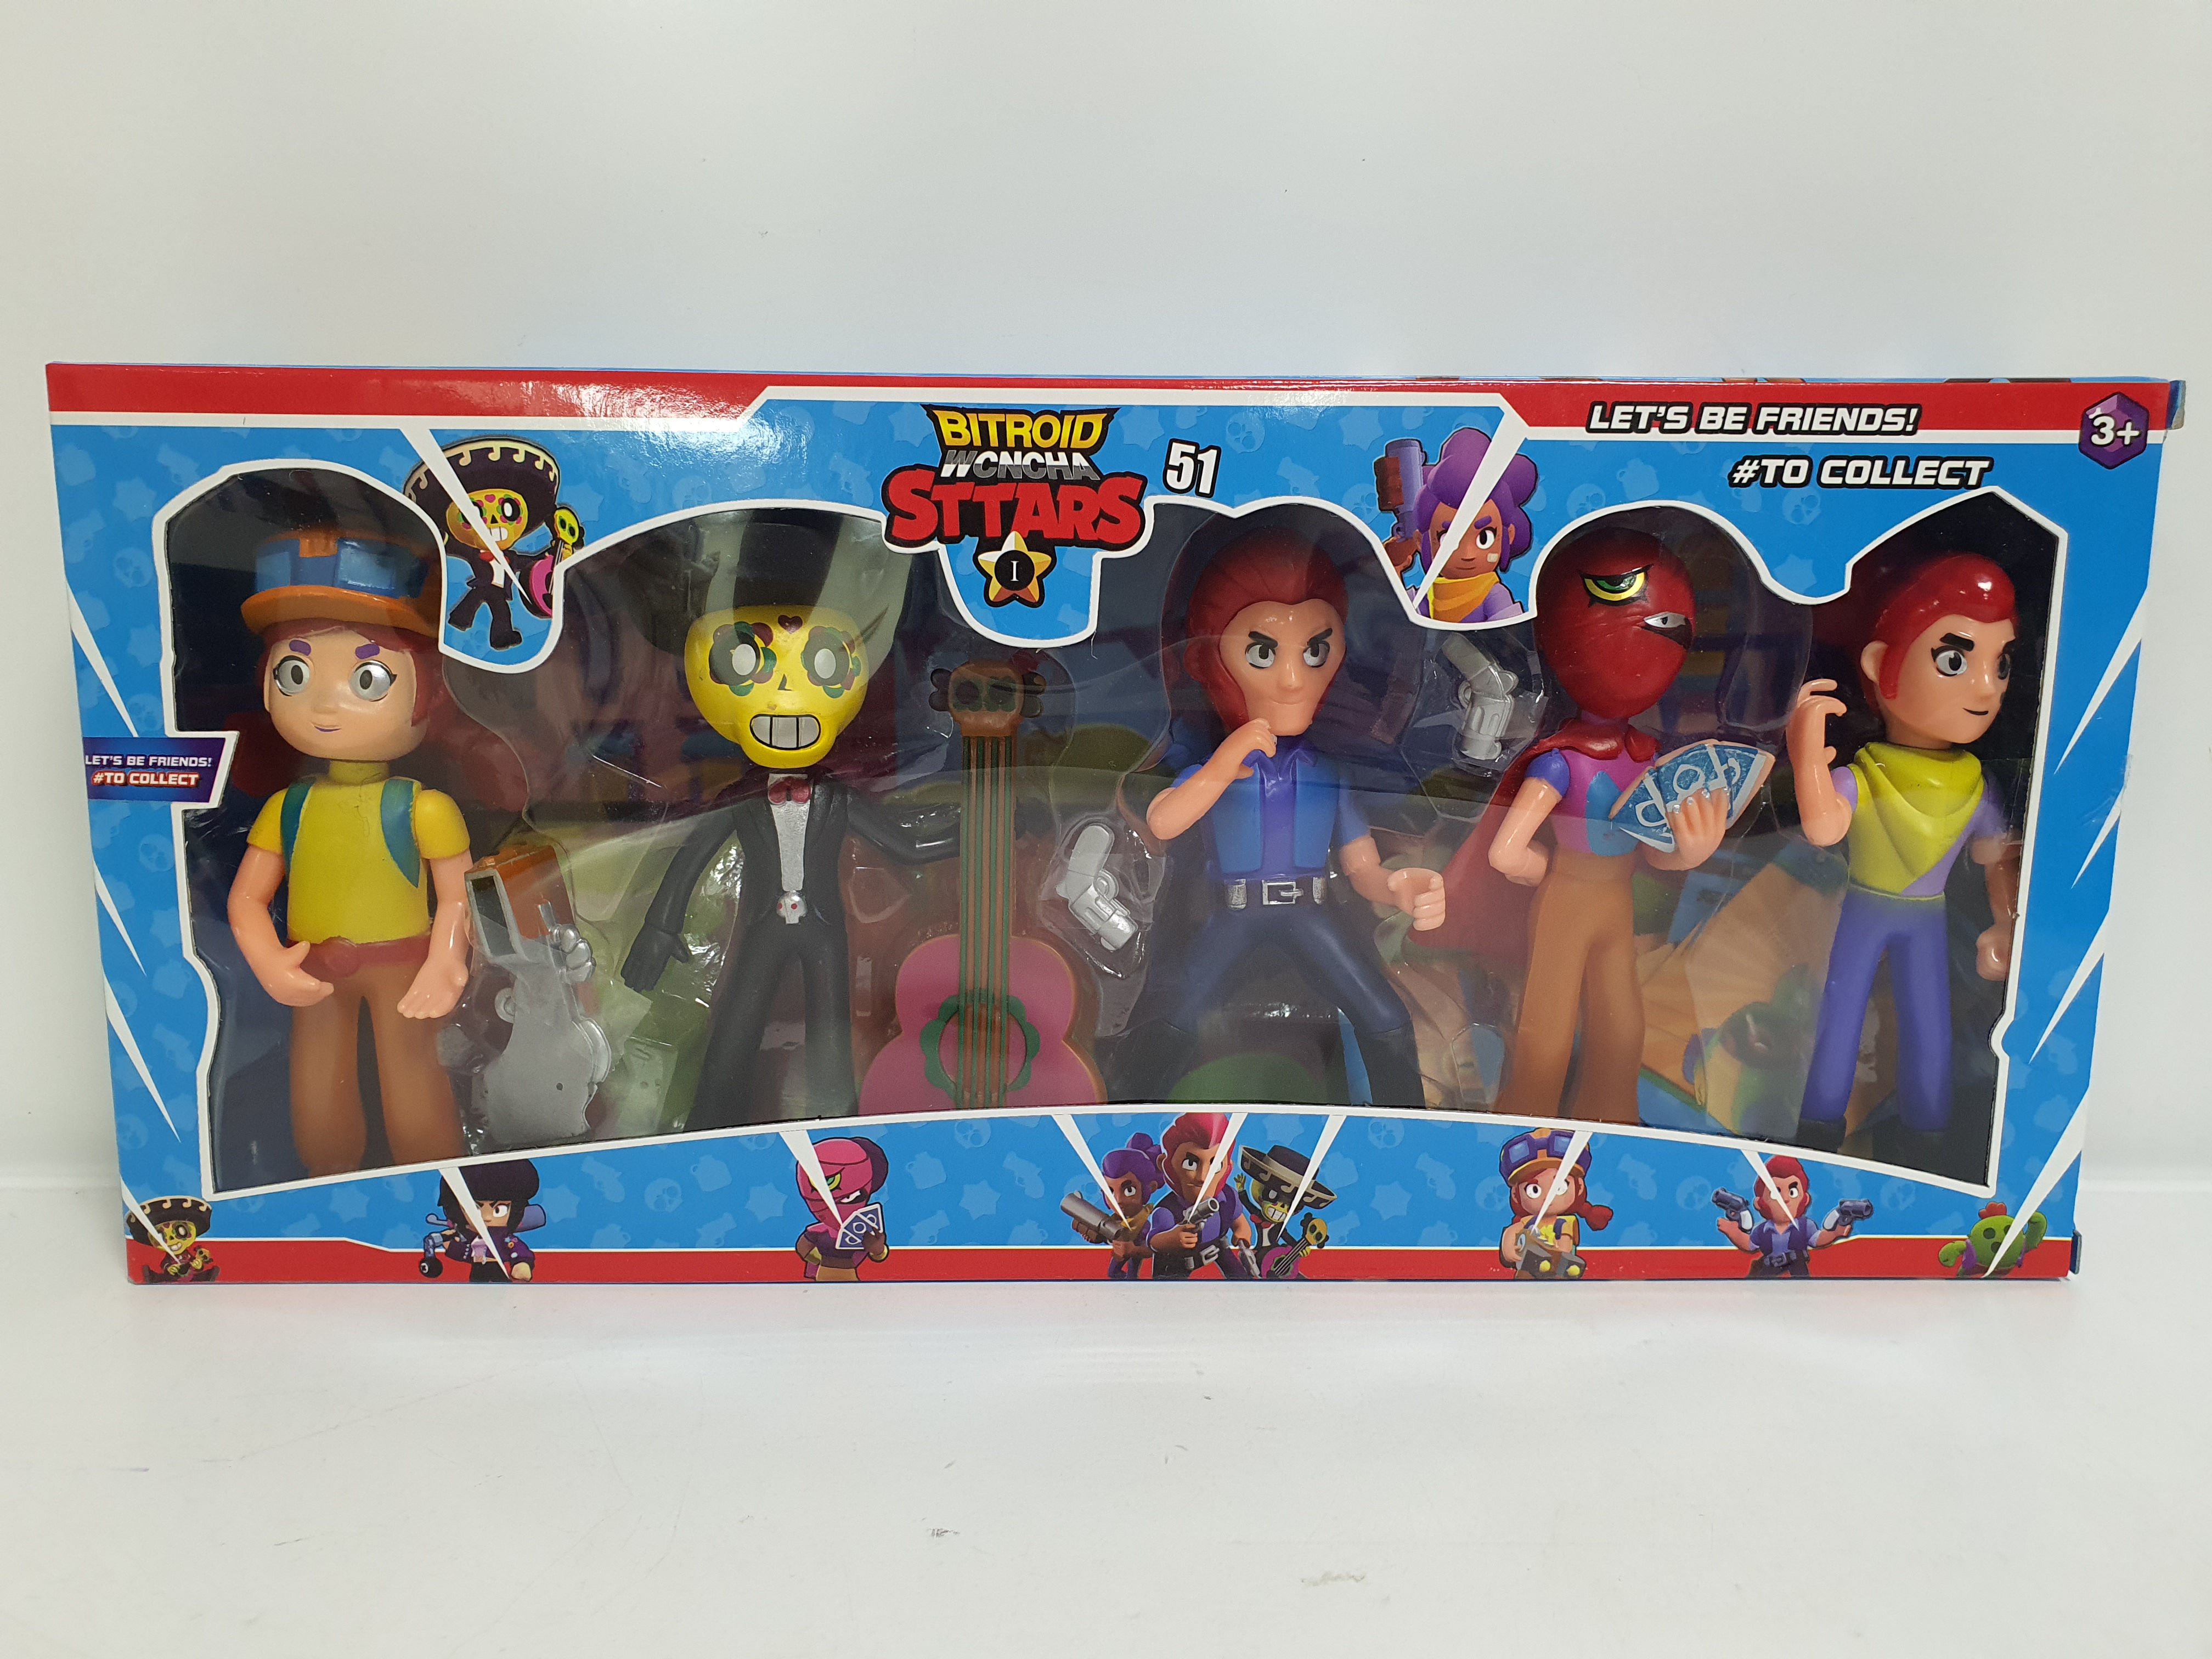 BITROID
WCNCHA
STTARS
I
51
LET'S BE FRIENDS!
#TO COLLECT
3+
LET'S BE FRIENDS!
#TO COLLECT